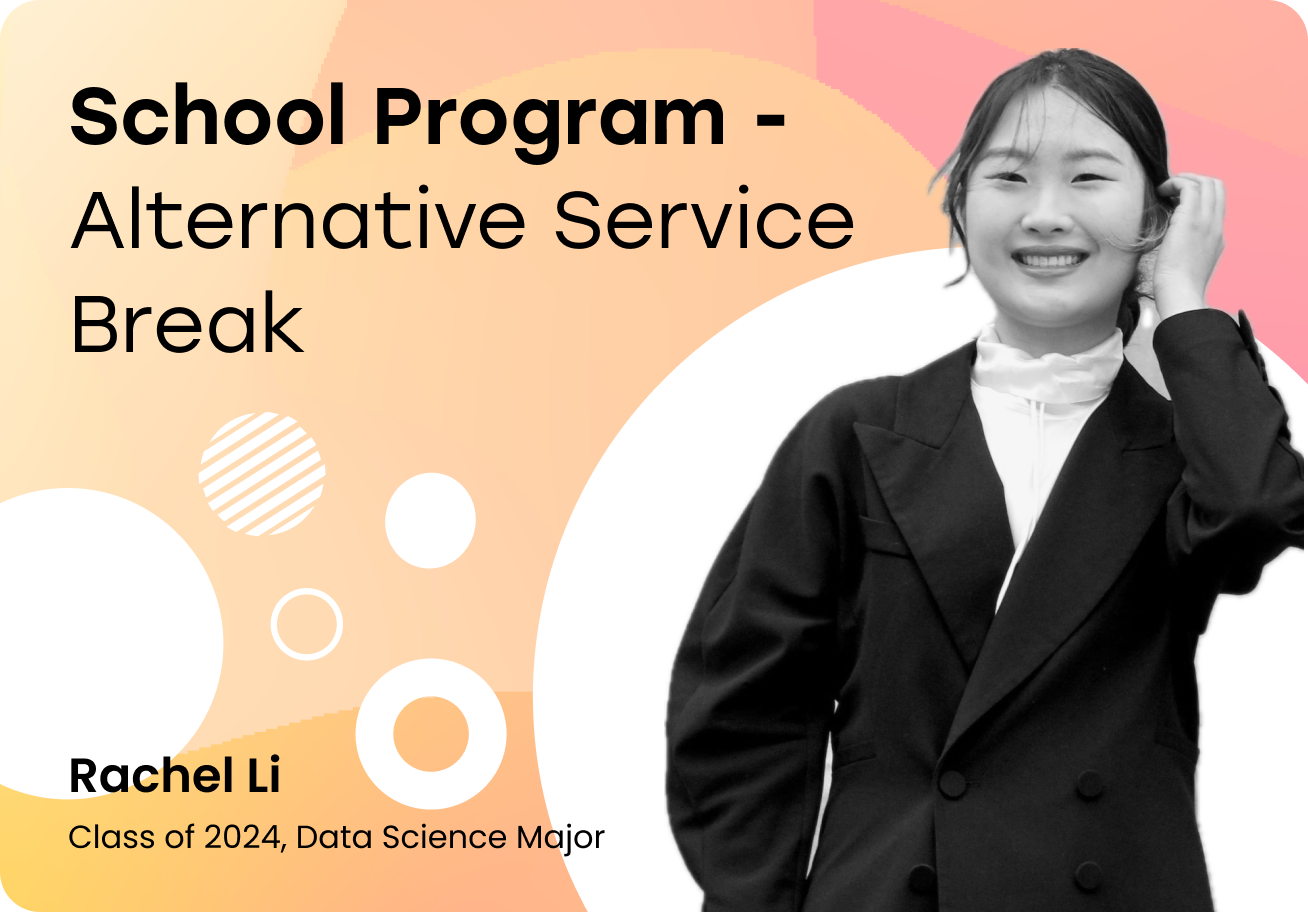 School Program -
Alternative Service
Break
Rachel Li
Class of 2024, Data Science Major